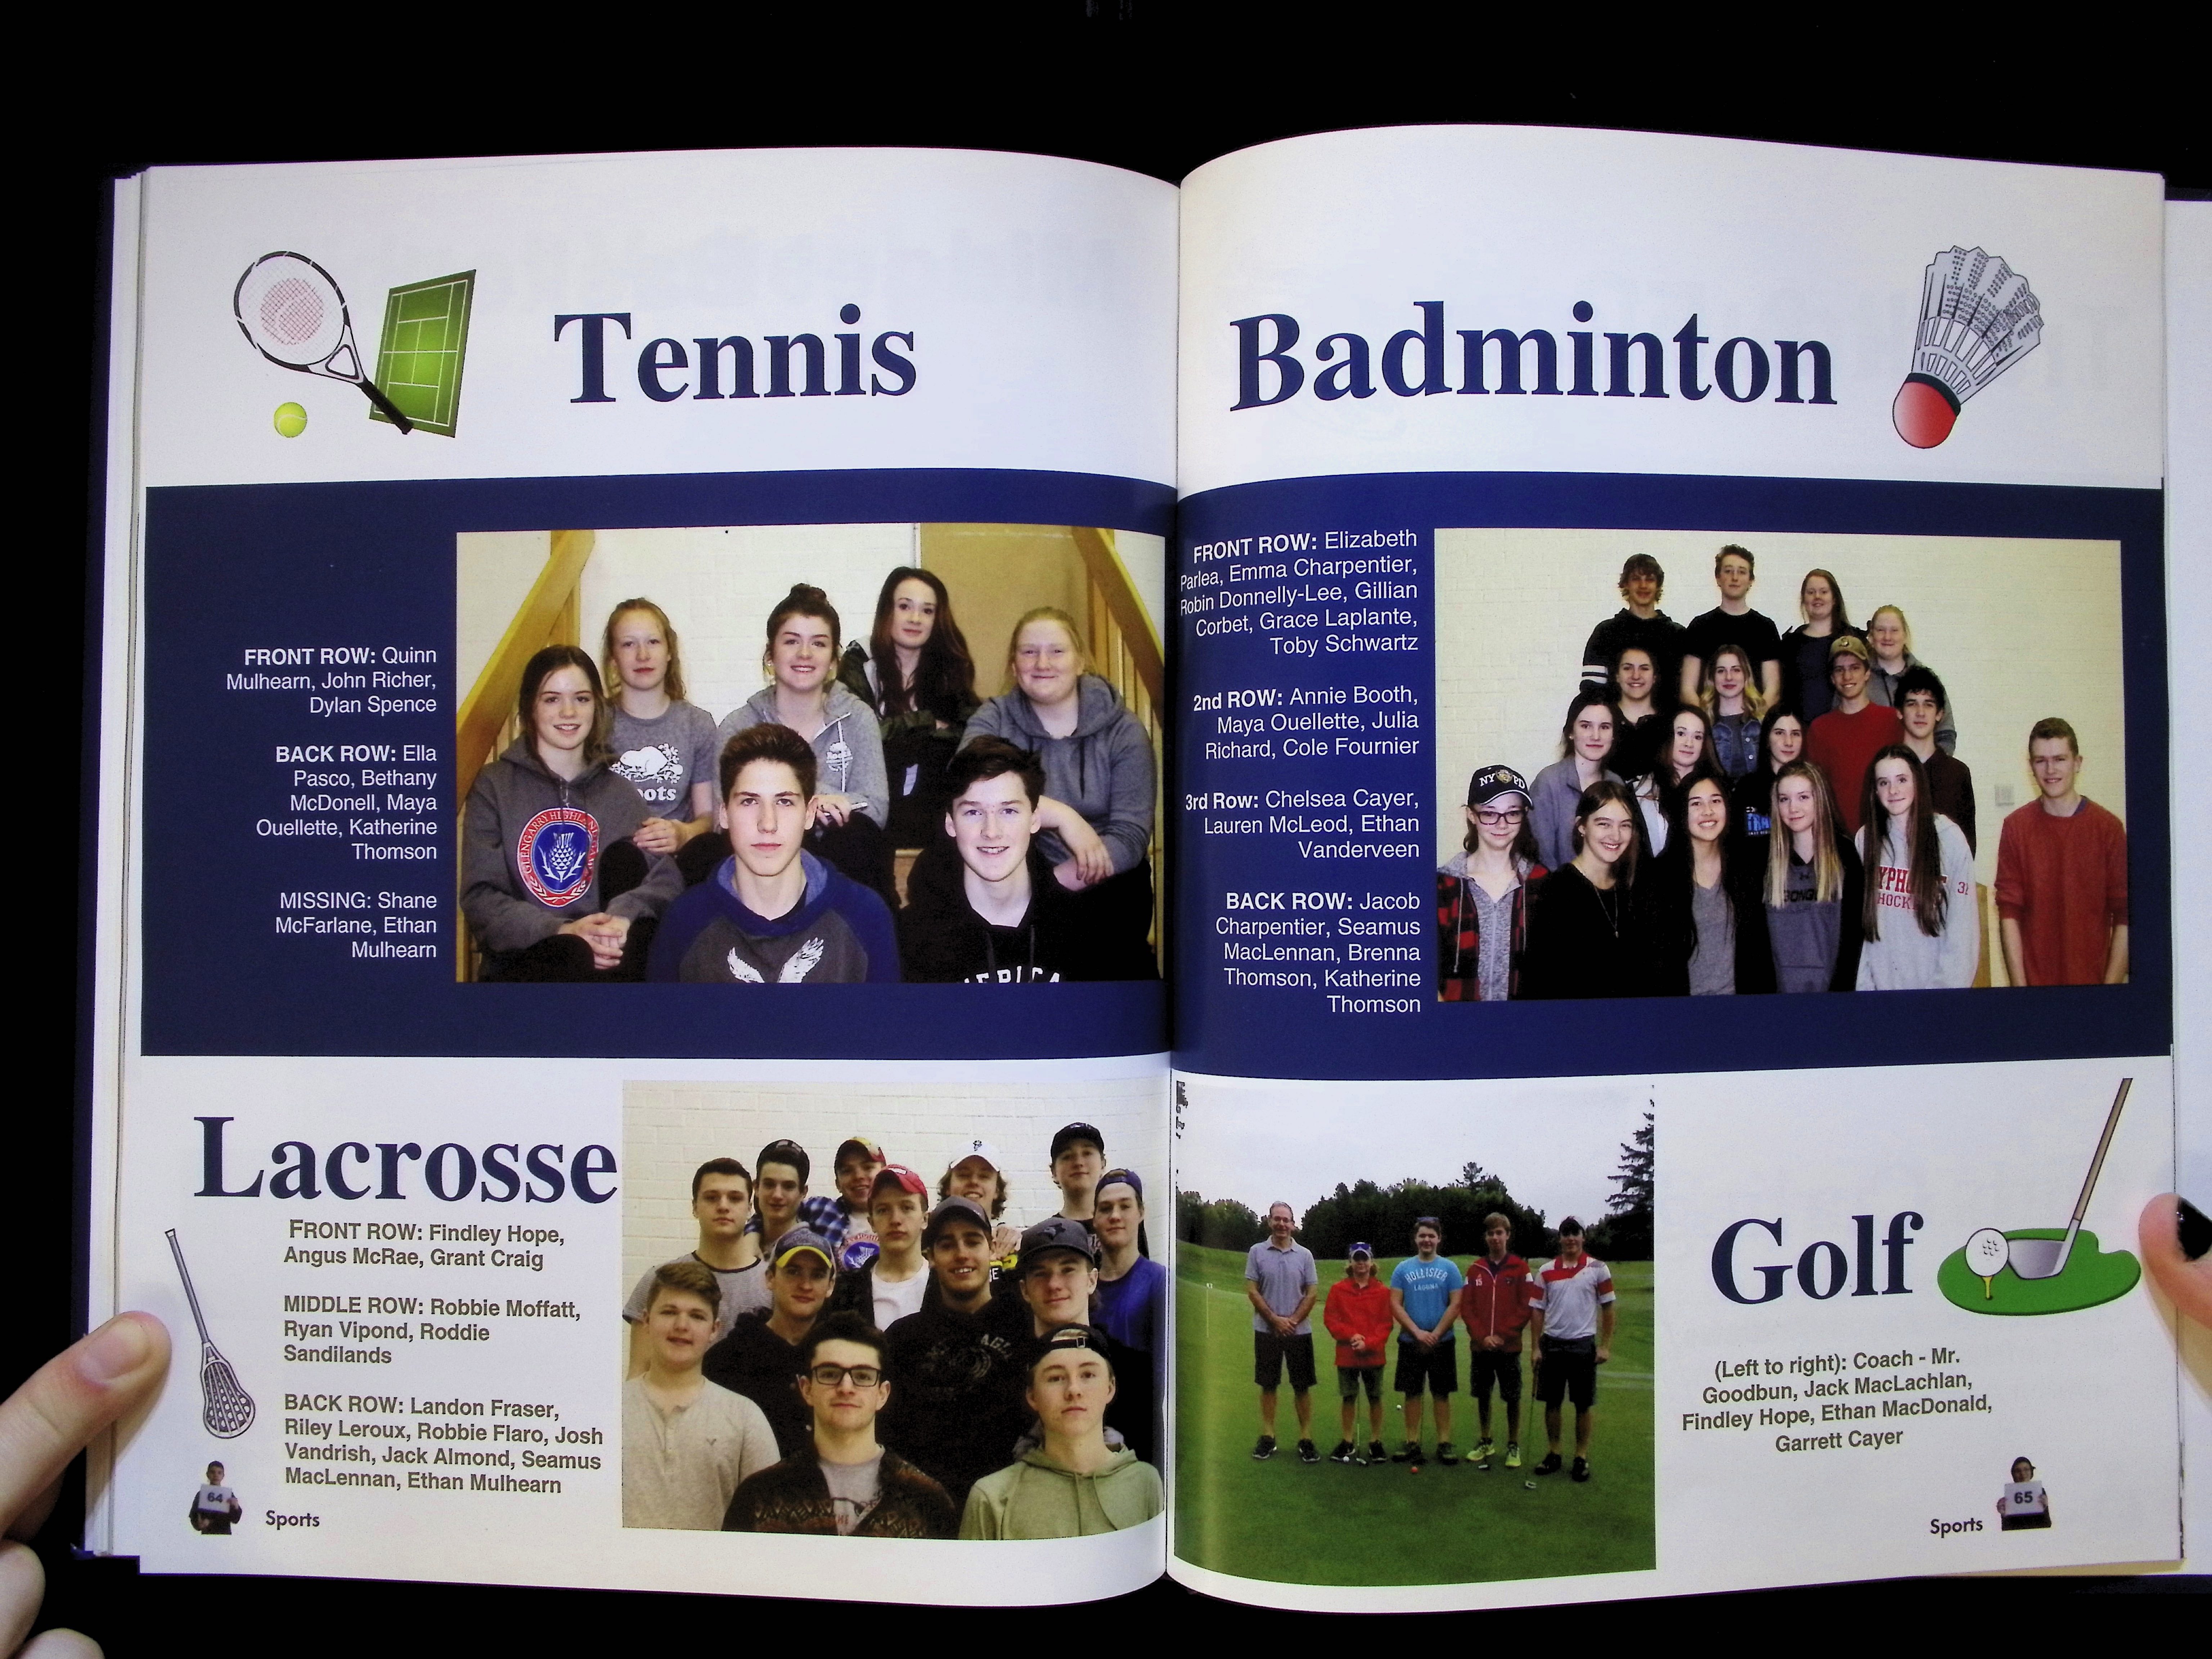 Tennis
FRONT ROW: Quinn
Mulhearn, John Richer,
Dylan Spence
BACK ROW: Ella
Pasco, Bethany
McDonell, Maya
Ouellette, Katherine
Thomson
MISSING: Shane
McFarlane, Ethan
Mulhearn
Lacrosse
FRONT ROW: Findley Hope,
Angus McRae, Grant Craig
MIDDLE ROW: Robbie Moffatt,
Ryan Vipond, Roddie
Sandilands
BACK ROW: Landon Fraser,
Riley Leroux, Robbie Flaro, Josh
Vandrish, Jack Almond, Seamus
MacLennan, Ethan Mulhearn
64
Sports
Badminton
FRONT ROW: Elizabeth
Parlea, Emma Charpentier,
Robin Donnelly-Lee, Gillian
Corbet, Grace Laplante,
Toby Schwartz
2nd ROW: Annie Booth,
Maya Ouellette, Julia
Richard, Cole Fournier
3rd Row: Chelsea Cayer,
Lauren McLeod, Ethan
Vanderveen
BACK ROW: Jacob
Charpentier, Seamus
MacLennan, Brenna
Thomson, Katherine
Thomson
NYPD
HOLLISTER
Golf
(Left to right): Coach - Mr.
Goodbun, Jack MacLachlan,
Findley Hope, Ethan MacDonald,
Garrett Cayer
Sports
65